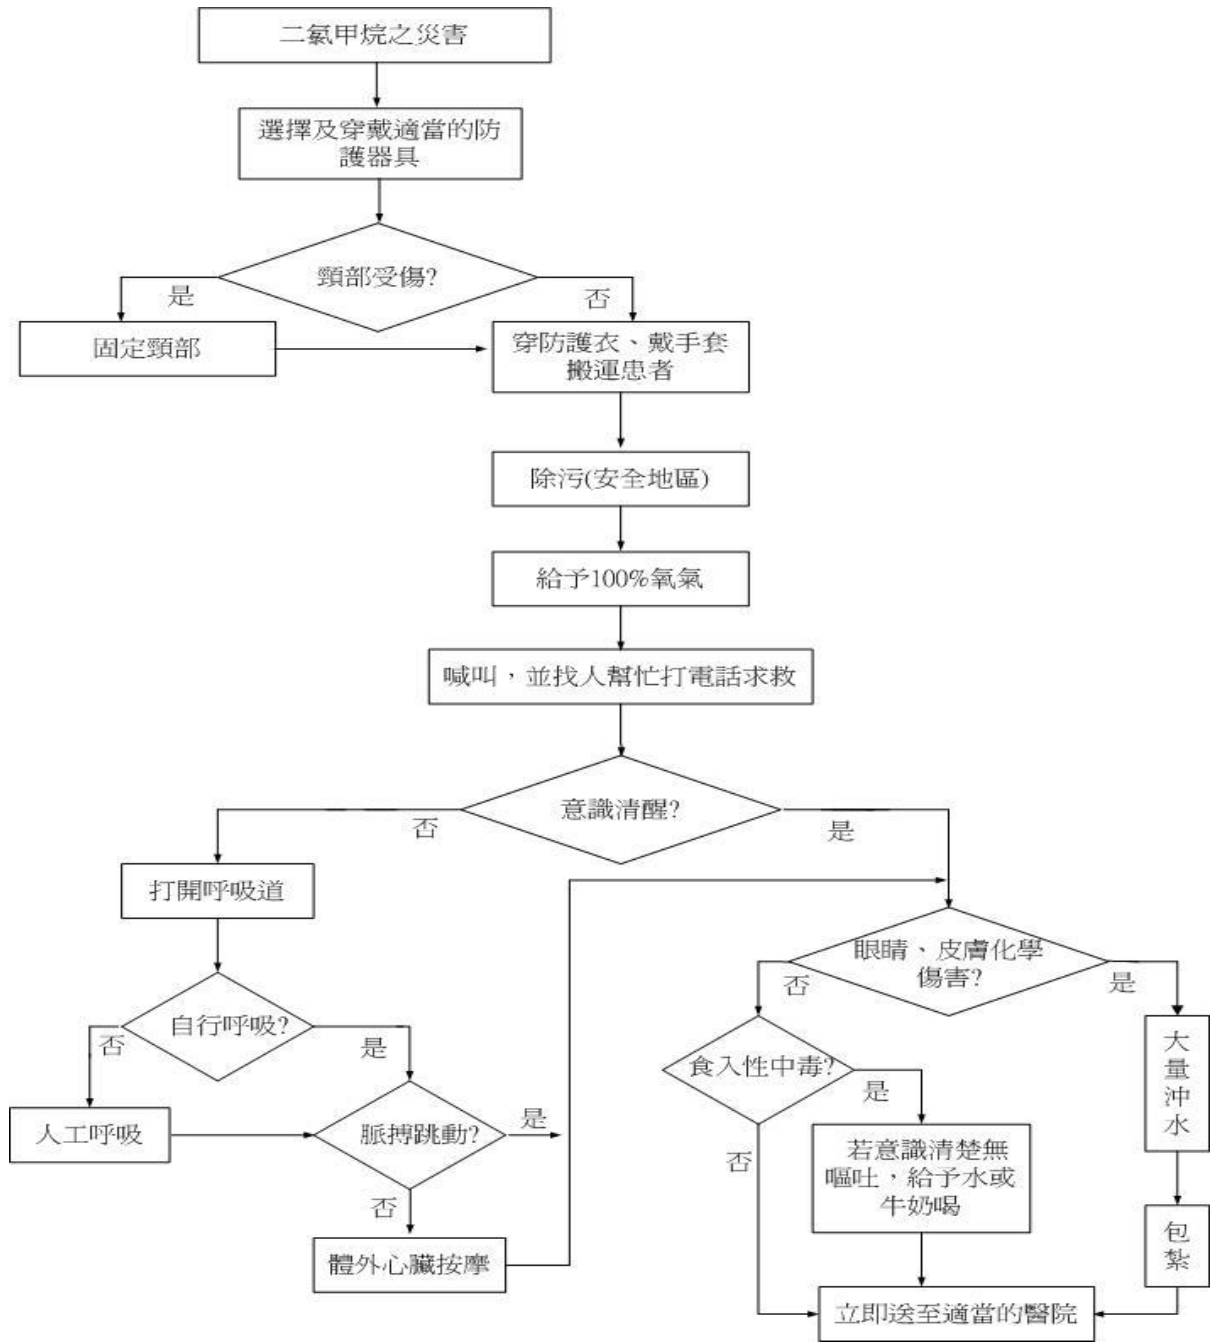 二氯甲烷之災害
選擇及穿戴適當的防
護器具
頸部受傷?
是
否
固定頸部
穿防護衣、戴手套
搬運患者
除污(安全地區)
給予100%氧氣
喊叫，並找人幫忙打電話求救
意識清醒?
否
是
打開呼吸道
眼睛、皮膚化學
傷害?
否
是
自行呼吸?
否
是
大
量
沖
水
食入性中毒?
是
否
人工呼吸
脈搏跳動?
是
否
若意識清楚無
嘔吐，給予水或
牛奶喝
體外心臟按摩
包
紮
立即送至適當的醫院